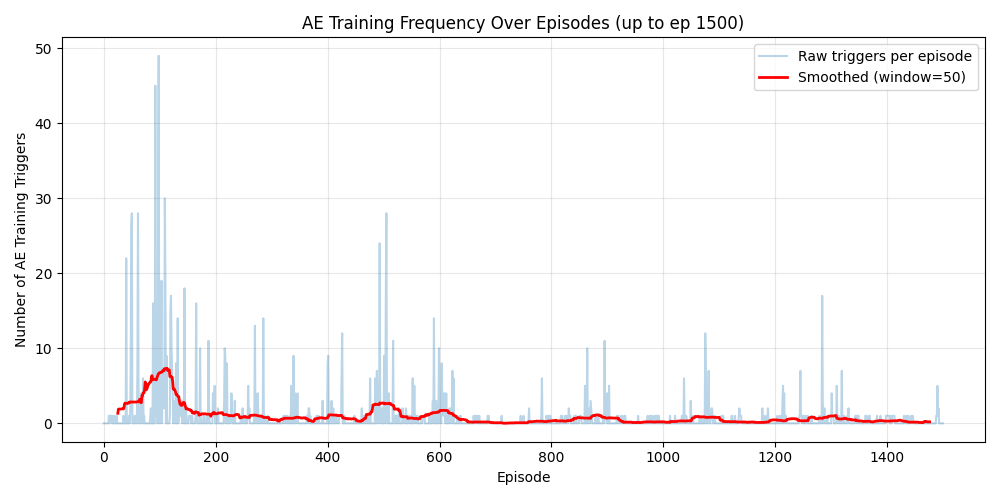 AE Training Frequency Over Episodes (up to ep 1500)
Raw triggers per episode
Smoothed (window=50)
Number of AE Training Triggers
50
40
30
20
10
0
0 200 400 600 800 1000 1200 1400
Episode